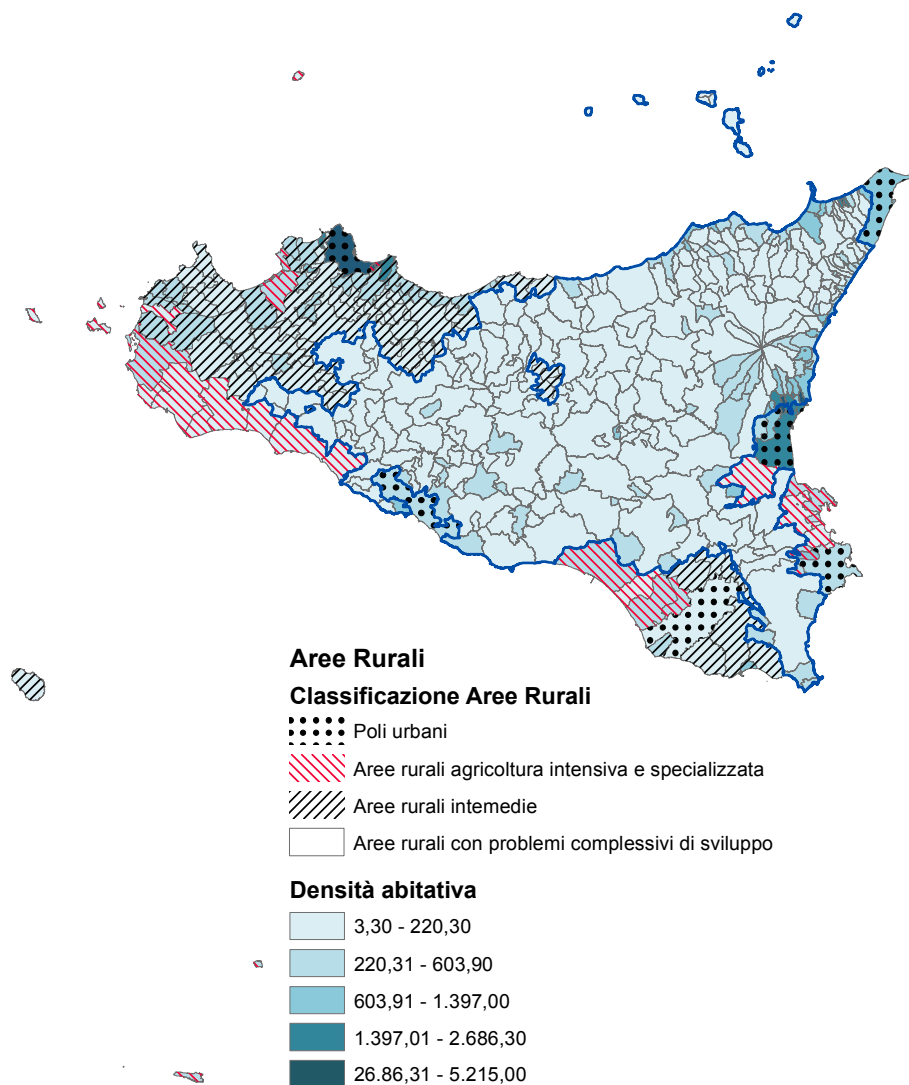 Aree Rurali
Classificazione Aree Rurali
Poli urbani
Aree rurali agricoltura intensiva e specializzata
Aree rurali intemedie
Aree rurali con problemi complessivi di sviluppo
Densità abitativa
3,30 - 220,30
220,31 - 603,90
603,91 - 1.397,00
1.397,01 - 2.686,30
26.86,31 - 5.215,00